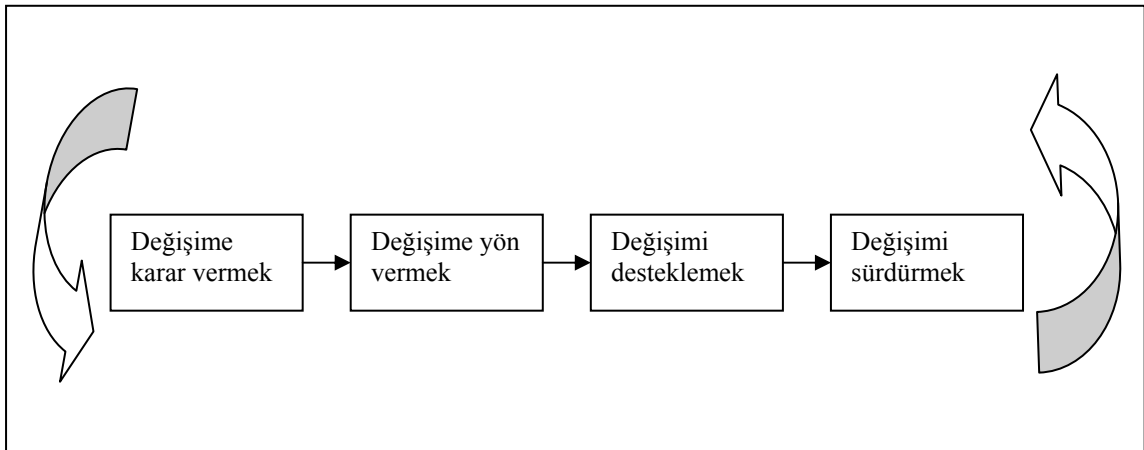 Değişime
karar vermek
Değişime yön
vermek
Değişimi
desteklemek
Değişimi
sürdürmek